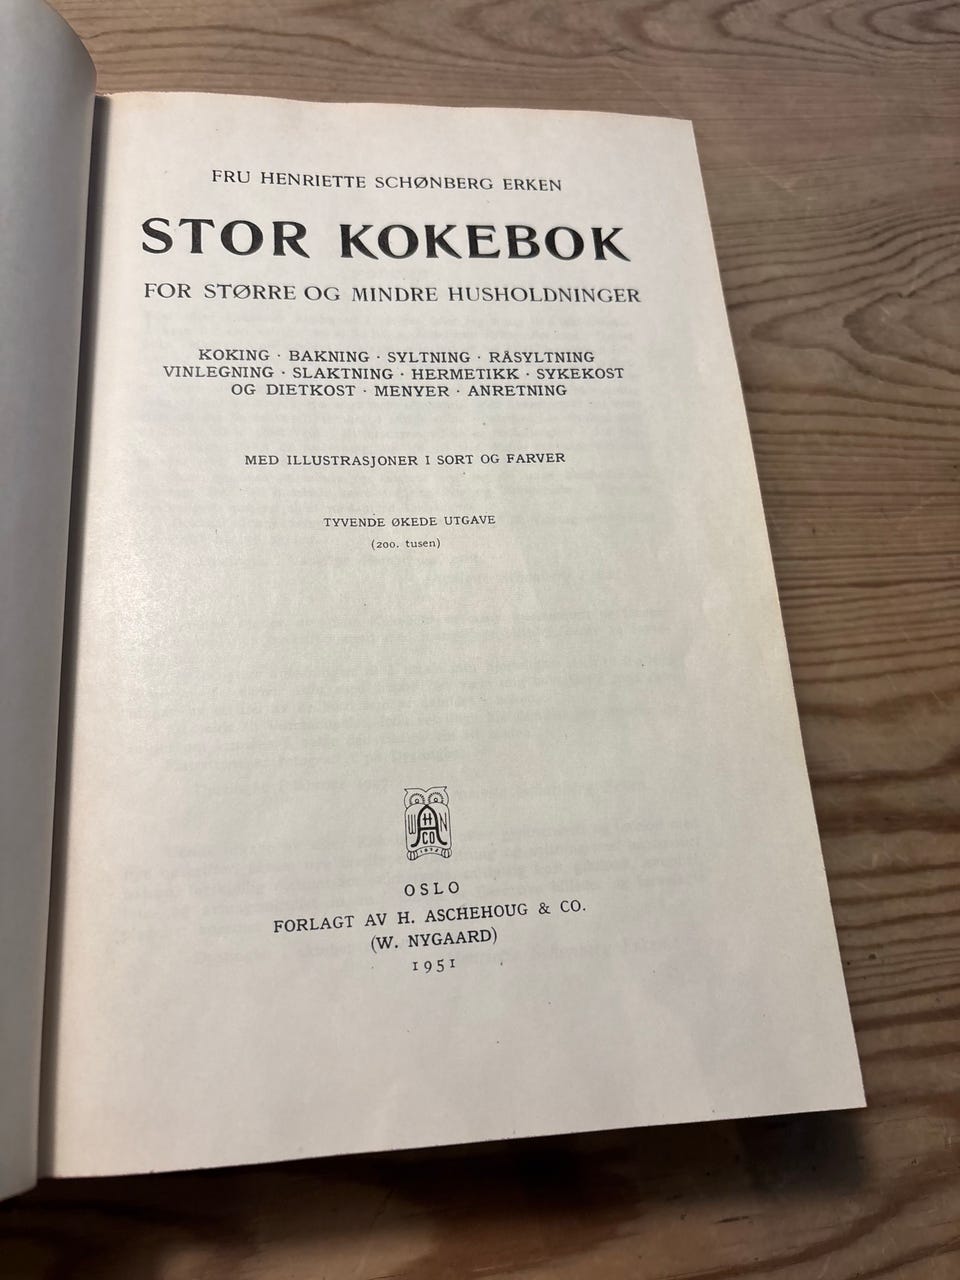 FRU HENRIETTE SCHØNBERG ERKEN
STOR KOKEBOK
FOR STØRRE OG MINDRE HUSHOLDNINGER
KOKING · BAKNING · SYLTNING · RÅSYLTNING
VINLEGNING · SLAKTNING · HERMETIKK · SYKEKOST
OG DIETKOST · MENYER · ANRETNING
MED ILLUSTRASJONER I SORT OG FARVER
TYVENDE ØKEDE UTGAVE
(200. tusen)
W H N
A
CO
1872
OSLO
FORLAGT AV H. ASCHEHOUG & CO.
(W. NYGAARD)
1951